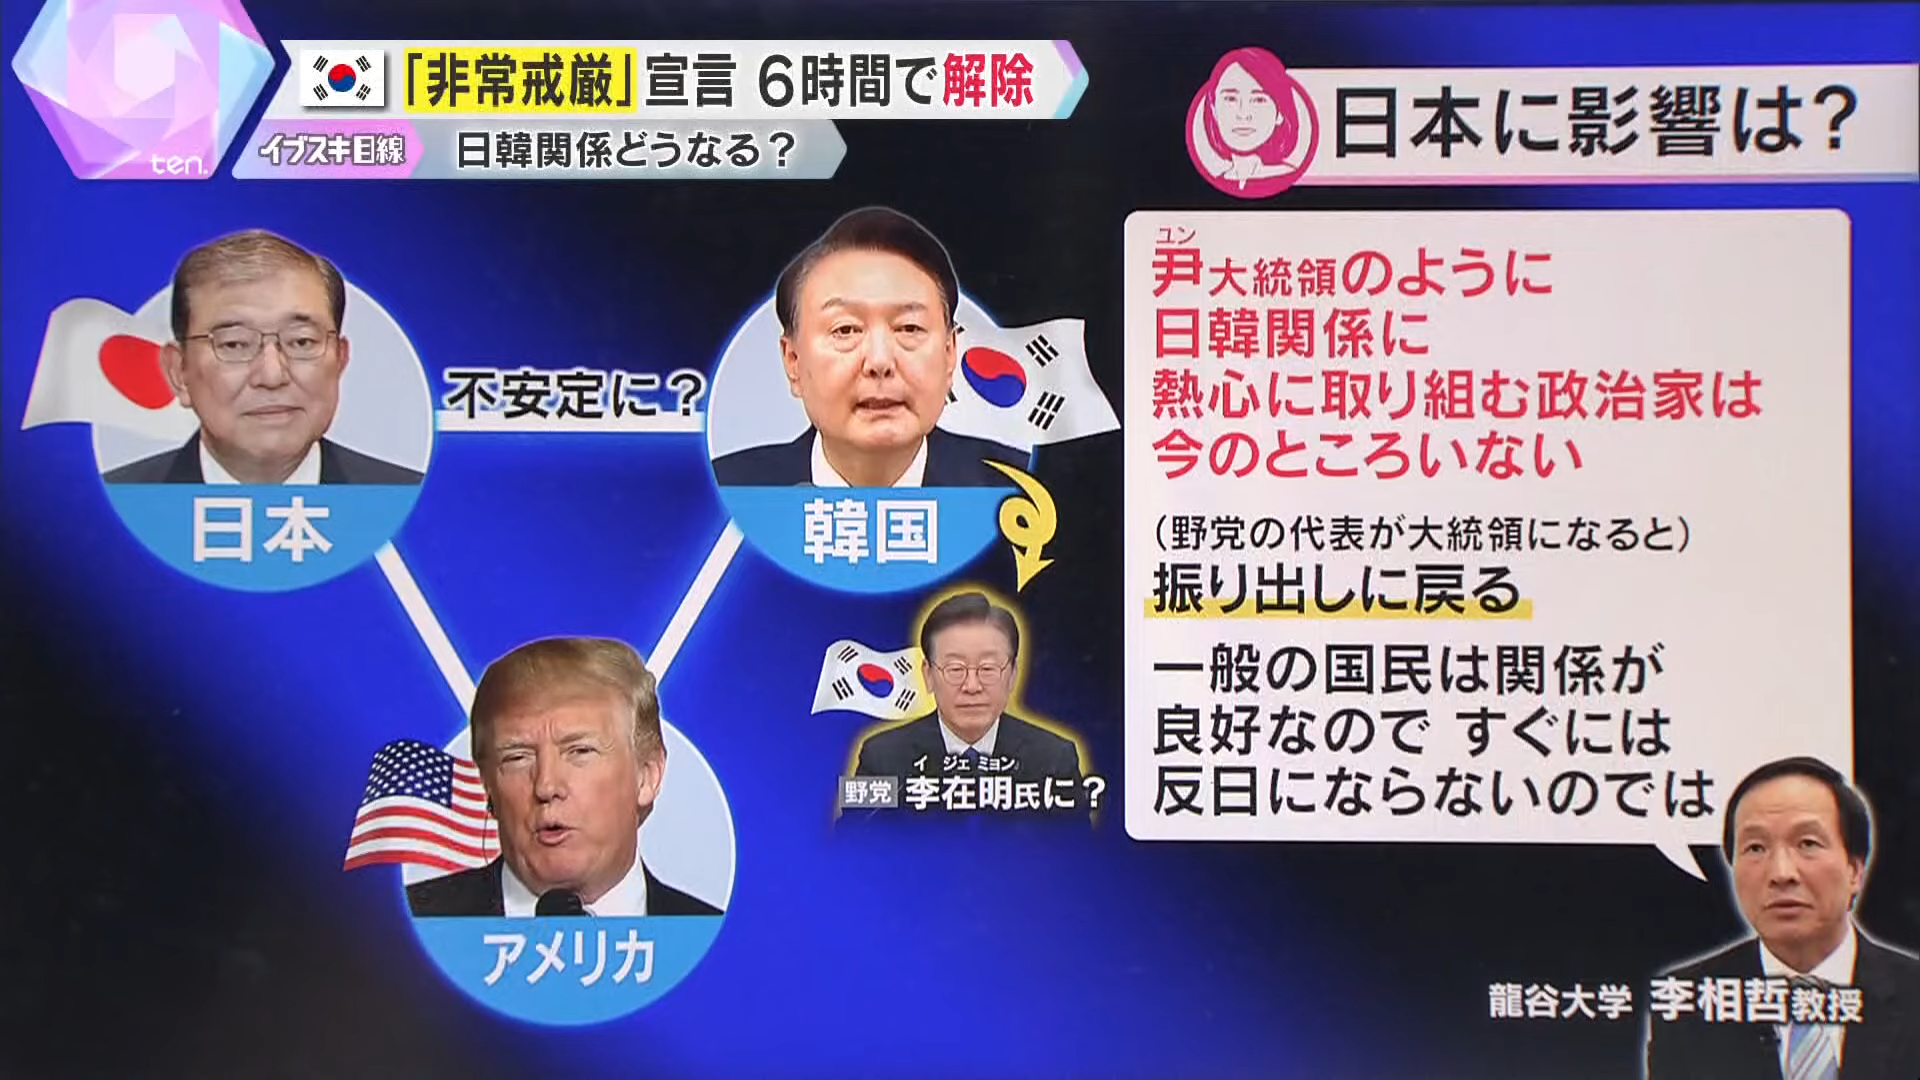 「非常戒厳」宣言 6時間で解除
ten.
イブスキ目線
日韓関係どうなる？
日本に影響は？
不安定に？
日本
韓国
アメリカ
イ ジェ ミョン
野党 李在明氏に？
ユン
尹大統領のように
日韓関係に
熱心に取り組む政治家は
今のところいない
（野党の代表が大統領になると）
振り出しに戻る
一般の国民は関係が
良好なので すぐには
反日にならないのでは
龍谷大学 李相哲教授